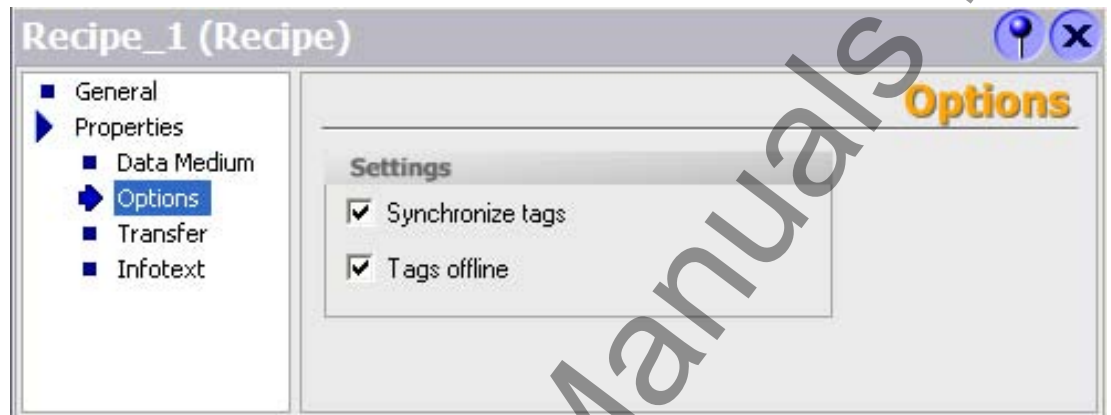 Recipe_1 (Recipe)
General
Properties
Data Medium
Options
Transfer
Infotext
Options
Settings
Synchronize tags
Tags offline
Manuals